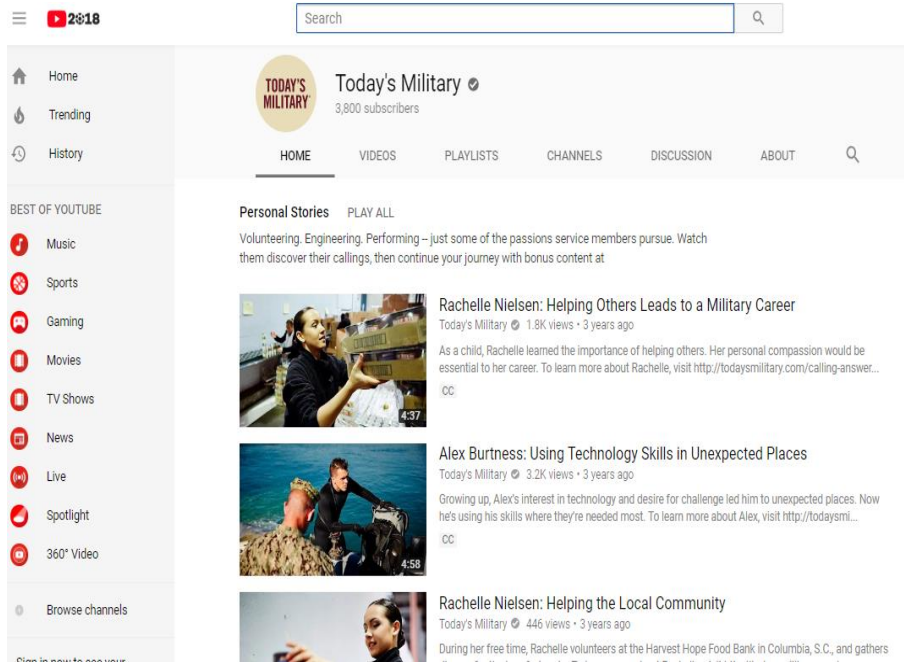 2018
Search
Home
Trending
History
BEST OF YOUTUBE
Music
Sports
Gaming
Movies
TV Shows
News
Live
Spotlight
360° Video
Browse channels
Sign in now to see your
TODAY'S
MILITARY
Today's Military
3,800 subscribers
HOME VIDEOS PLAYLISTS CHANNELS DISCUSSION ABOUT
Personal Stories PLAY ALL
Volunteering. Engineering. Performing – just some of the passions service members pursue. Watch
them discover their callings, then continue your journey with bonus content at
4:37
Rachelle Nielsen: Helping Others Leads to a Military Career
Today's Military 1.8K views • 3 years ago
As a child, Rachelle learned the importance of helping others. Her personal compassion would be
essential to her career. To learn more about Rachelle, visit http://todaysmilitary.com/calling-answer...
CC
4:58
Alex Burtness: Using Technology Skills in Unexpected Places
Today's Military 3.2K views • 3 years ago
Growing up, Alex's interest in technology and desire for challenge led him to unexpected places. Now
he's using his skills where they're needed most. To learn more about Alex, visit http://todaysmi...
CC
Rachelle Nielsen: Helping the Local Community
Today's Military 446 views • 3 years ago
During her free time, Rachelle volunteers at the Harvest Hope Food Bank in Columbia, S.C., and gathers